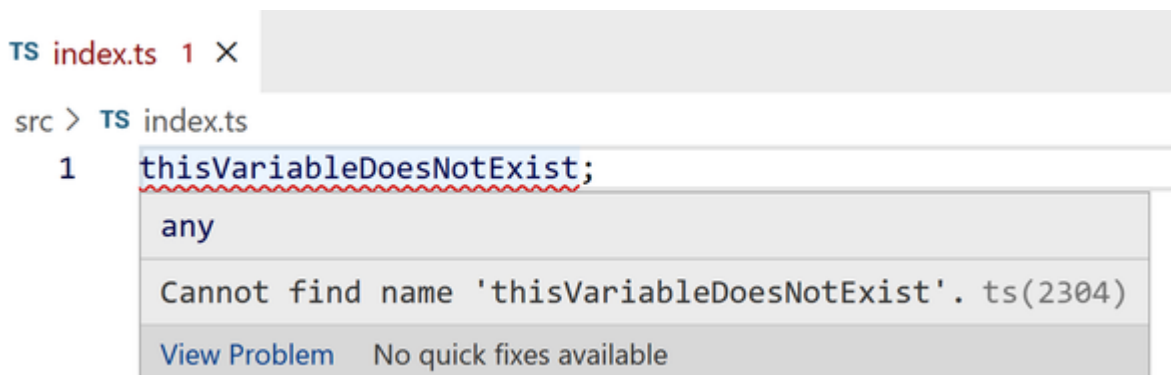 TS index.ts 1 ×
src > TS index.ts
1 thisVariableDoesNotExist;
any
Cannot find name 'thisVariableDoesNotExist'. ts(2304)
View Problem No quick fixes available